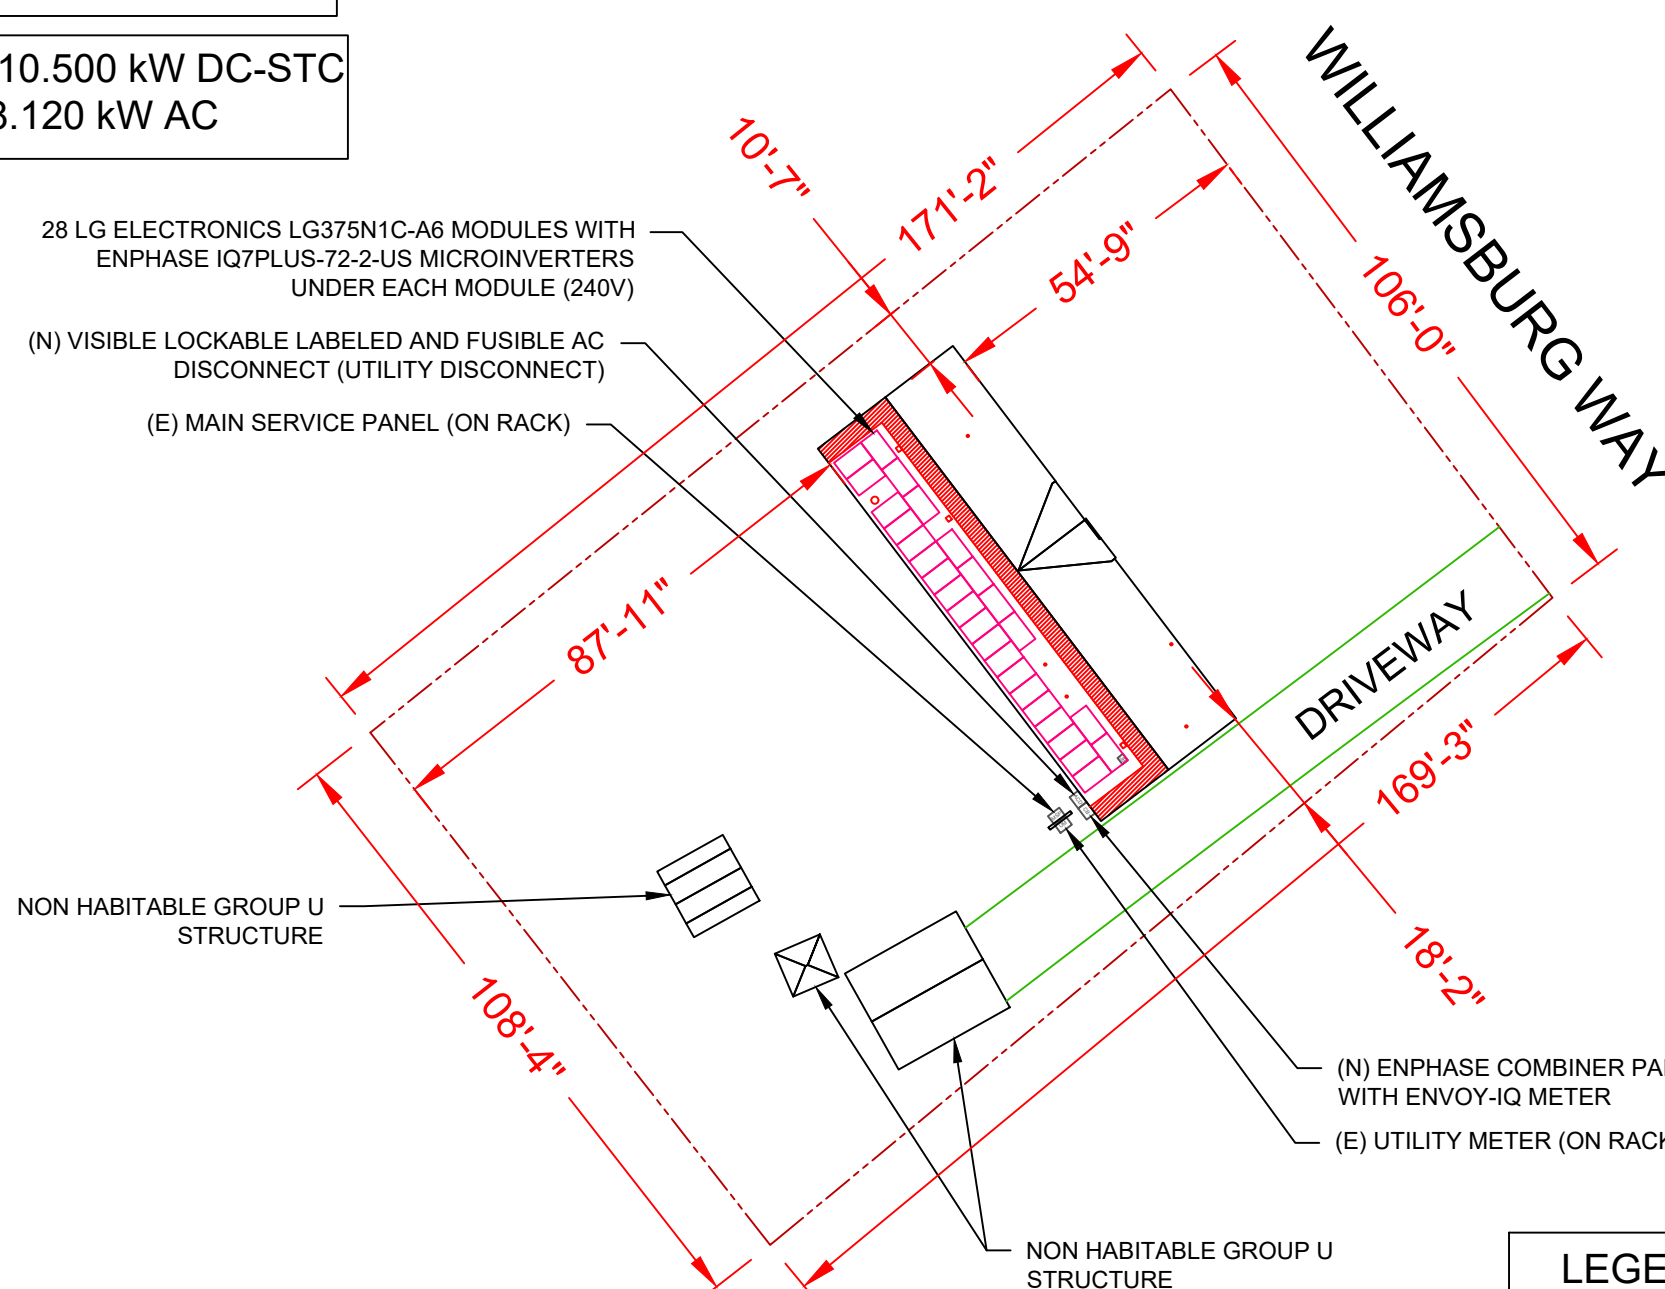 10.500 kW DC-STC
.120 kW AC
WILLIAMSBURG WAY
10'-7"
171'-2"
54'-9"
106'-0"
28 LG ELECTRONICS LG375N1C-A6 MODULES WITH
ENPHASE IQ7PLUS-72-2-US MICROINVERTERS
UNDER EACH MODULE (240V)
(N) VISIBLE LOCKABLE LABELED AND FUSIBLE AC
DISCONNECT (UTILITY DISCONNECT)
(E) MAIN SERVICE PANEL (ON RACK)
87'-11"
DRIVEWAY
169'-3"
NON HABITABLE GROUP U
STRUCTURE
18'-2"
108'-4"
(N) ENPHASE COMBINER
WITH ENVOY-IQ METER
(E) UTILITY METER (ON RACK
NON HABITABLE GROUP U
STRUCTURE